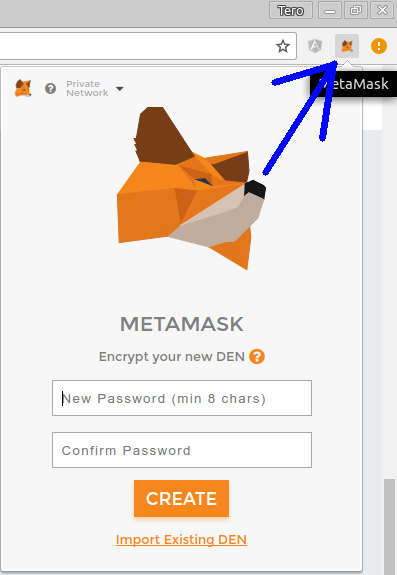 Tero
MetaMask
Private
Network
METAMASK
Encrypt your new DEN ?
New Password (min 8 chars)
Confirm Password
CREATE
Import Existing DEN